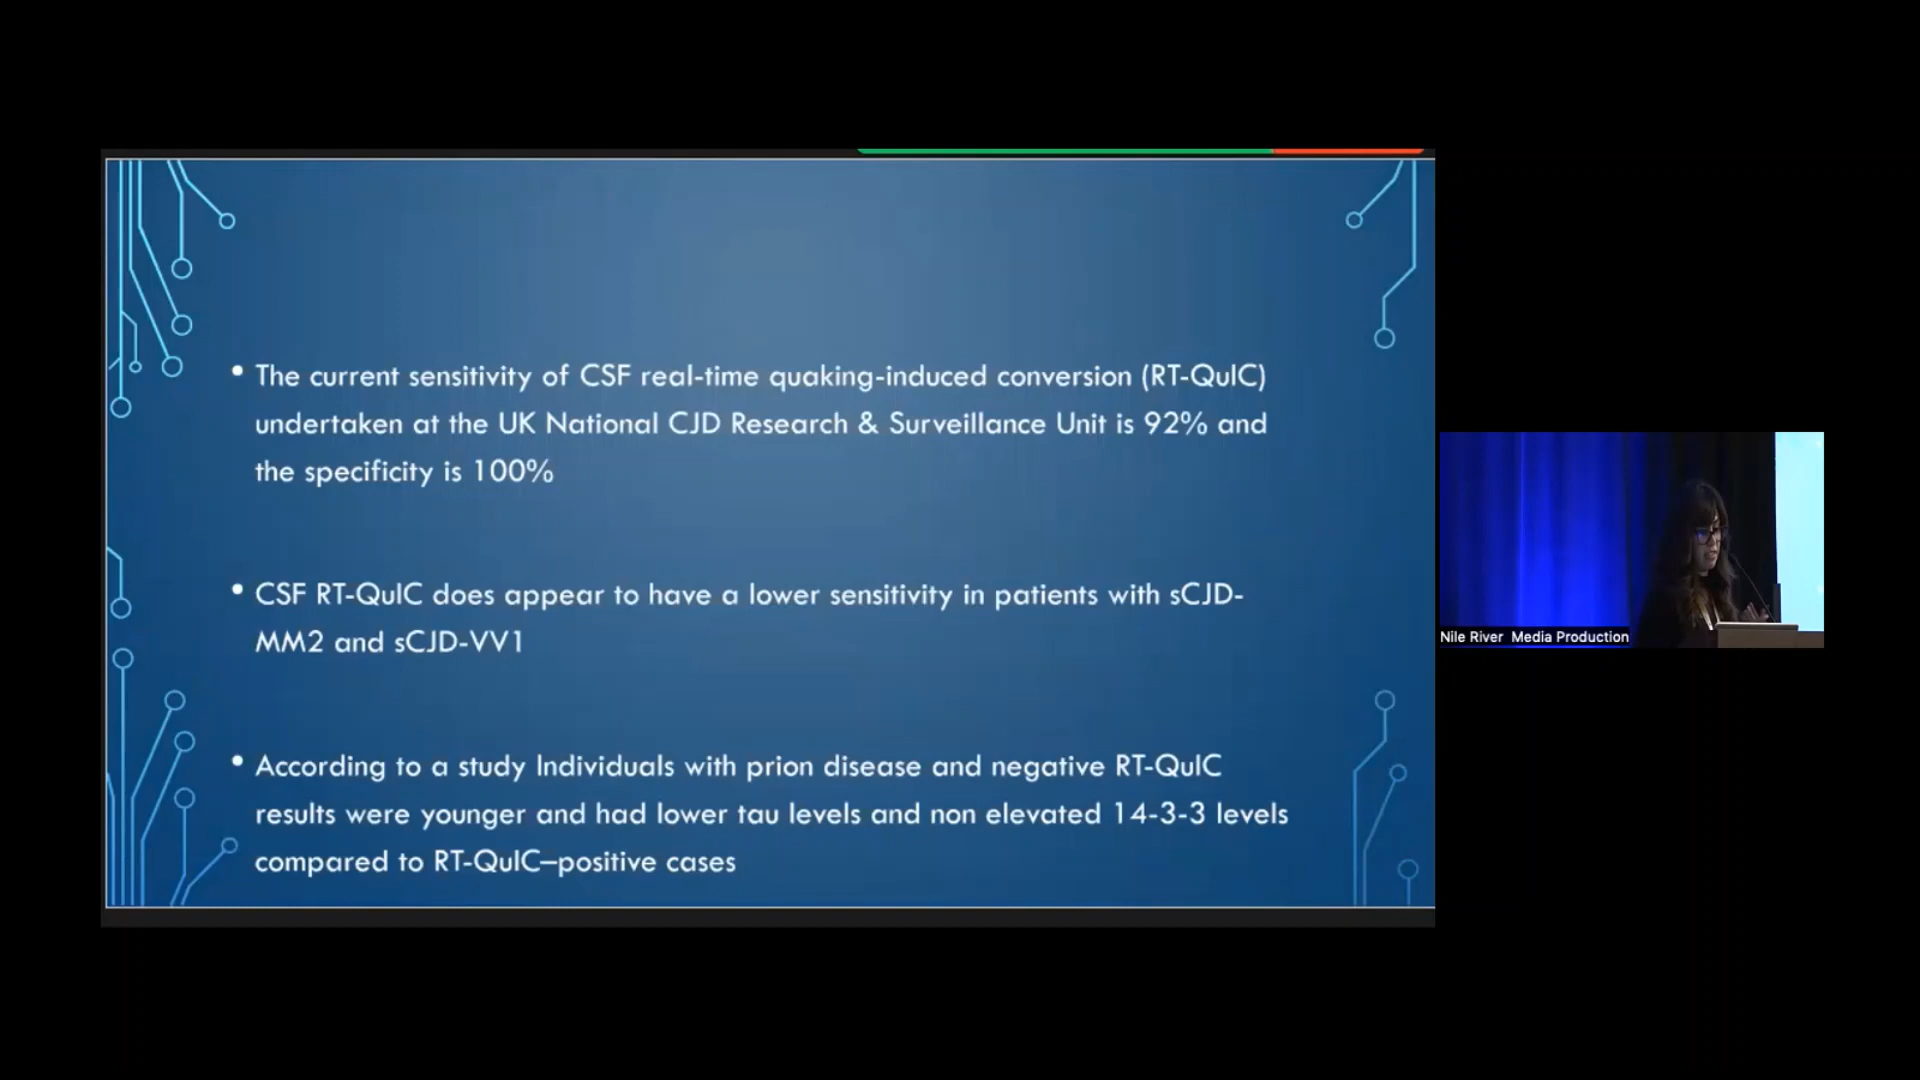 • The current sensitivity of CSF real-time quaking-induced conversion (RT-QuIC)
undertaken at the UK National CJD Research & Surveillance Unit is 92% and
the specificity is 100%
• CSF RT-QuIC does appear to have a lower sensitivity in patients with sCJD-
MM2 and sCJD-VV1
• According to a study Individuals with prion disease and negative RT-QuIC
results were younger and had lower tau levels and non elevated 14-3-3 levels
compared to RT-QuIC–positive cases
Nile River Media Production